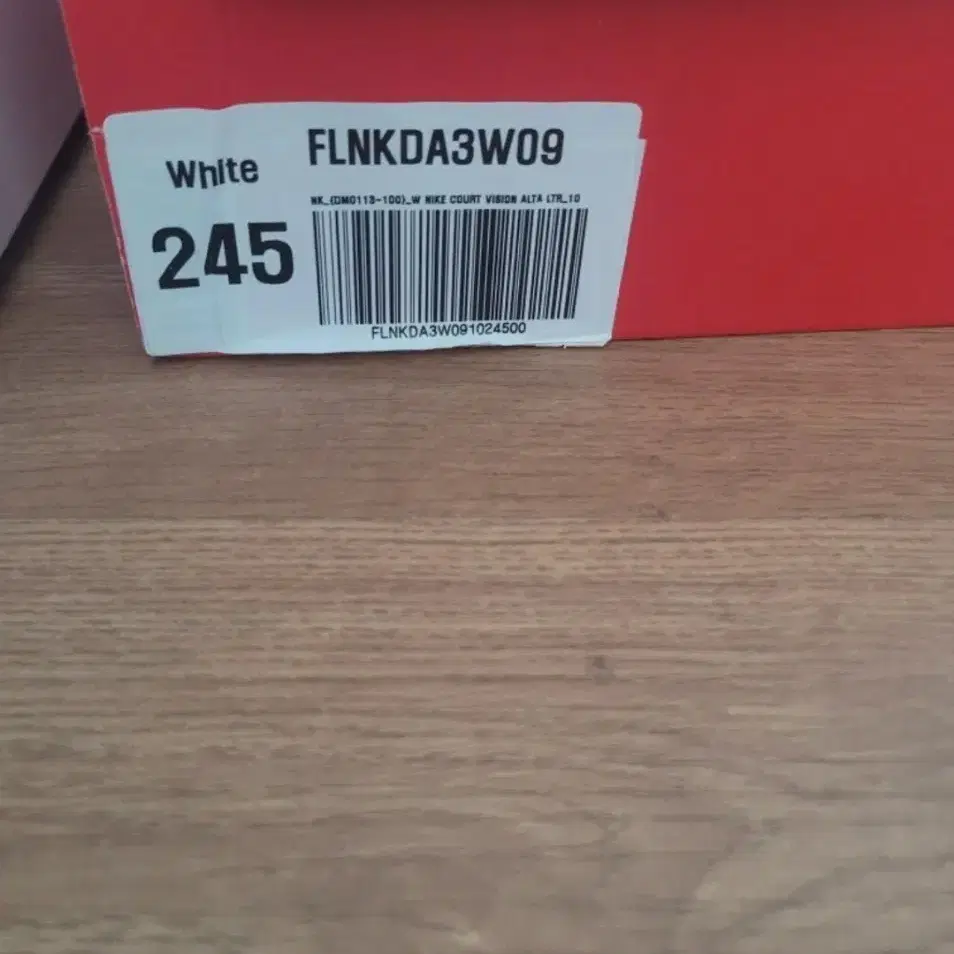 White
FLNKDA3W09
NK_(DM0113-100)_W NIKE COURT VISION ALTA LTR_10
245
FLNKDA3W091024500